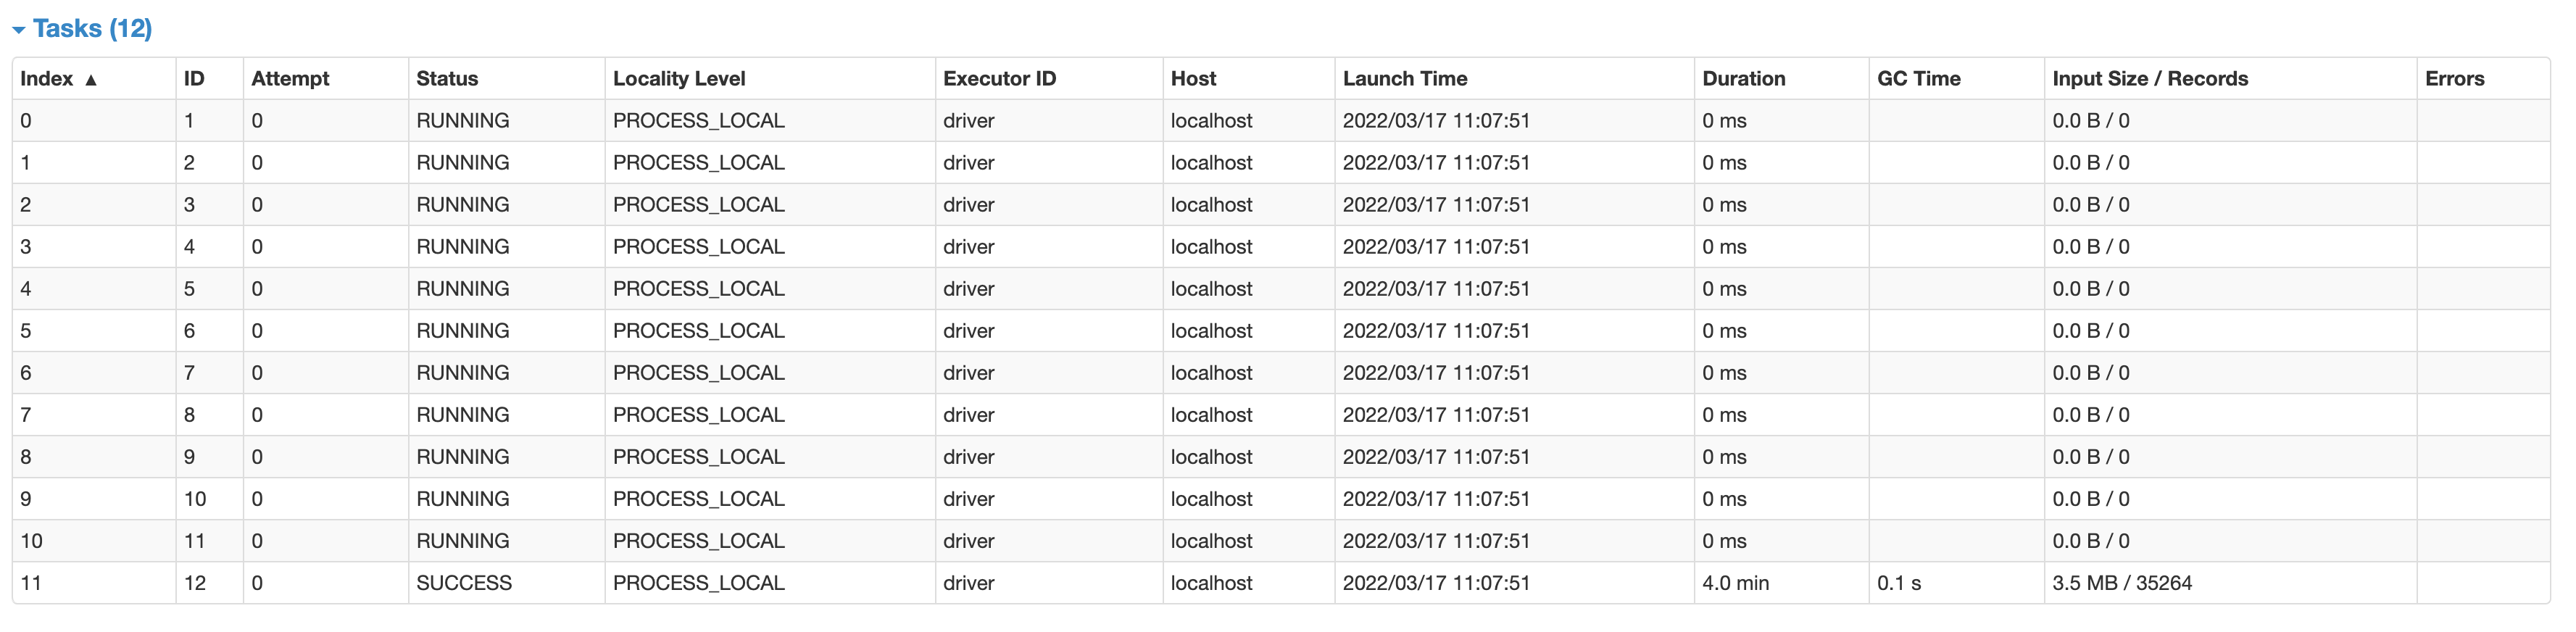 Tasks (12)
Index ▲ ID Attempt Status Locality Level Executor ID Host Launch Time Duration GC Time Input Size / Records Errors
0 1 0 RUNNING PROCESS_LOCAL driver localhost 2022/03/17 11:07:51 0 ms 0.0 B / 0
1 2 0 RUNNING PROCESS_LOCAL driver localhost 2022/03/17 11:07:51 0 ms 0.0 B / 0
2 3 0 RUNNING PROCESS_LOCAL driver localhost 2022/03/17 11:07:51 0 ms 0.0 B / 0
3 4 0 RUNNING PROCESS_LOCAL driver localhost 2022/03/17 11:07:51 0 ms 0.0 B / 0
4 5 0 RUNNING PROCESS_LOCAL driver localhost 2022/03/17 11:07:51 0 ms 0.0 B / 0
5 6 0 RUNNING PROCESS_LOCAL driver localhost 2022/03/17 11:07:51 0 ms 0.0 B / 0
6 7 0 RUNNING PROCESS_LOCAL driver localhost 2022/03/17 11:07:51 0 ms 0.0 B / 0
7 8 0 RUNNING PROCESS_LOCAL driver localhost 2022/03/17 11:07:51 0 ms 0.0 B / 0
8 9 0 RUNNING PROCESS_LOCAL driver localhost 2022/03/17 11:07:51 0 ms 0.0 B / 0
9 10 0 RUNNING PROCESS_LOCAL driver localhost 2022/03/17 11:07:51 0 ms 0.0 B / 0
10 11 0 RUNNING PROCESS_LOCAL driver localhost 2022/03/17 11:07:51 0 ms 0.0 B / 0
11 12 0 SUCCESS PROCESS_LOCAL driver localhost 2022/03/17 11:07:51 4.0 min 0.1 s 3.5 MB / 35264